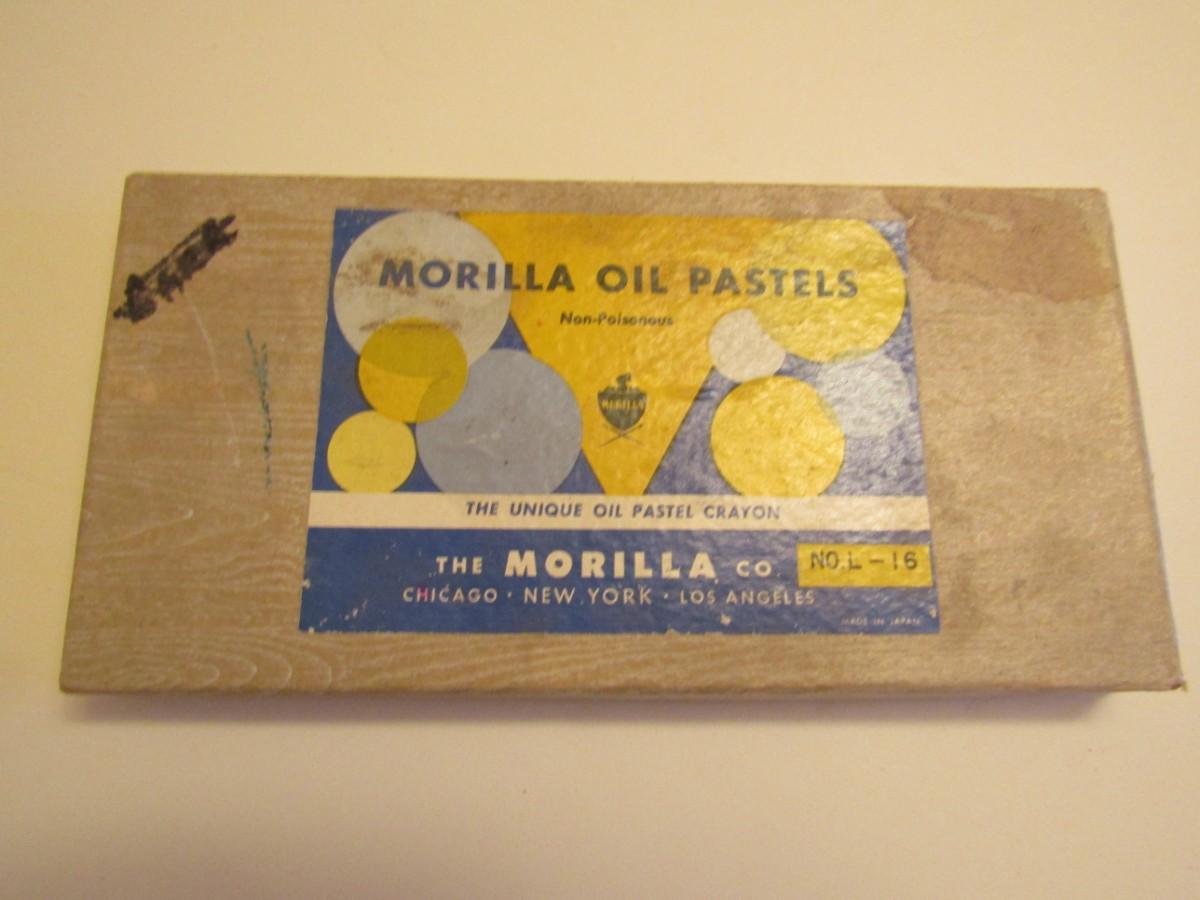 MORILLA OIL PASTELS
Non-Poisonous
MORILLA
THE UNIQUE OIL PASTEL CRAYON
THE MORILLA CO.
NO.L-16
CHICAGO · NEW YORK · LOS ANGELES
MADE IN JAPAN